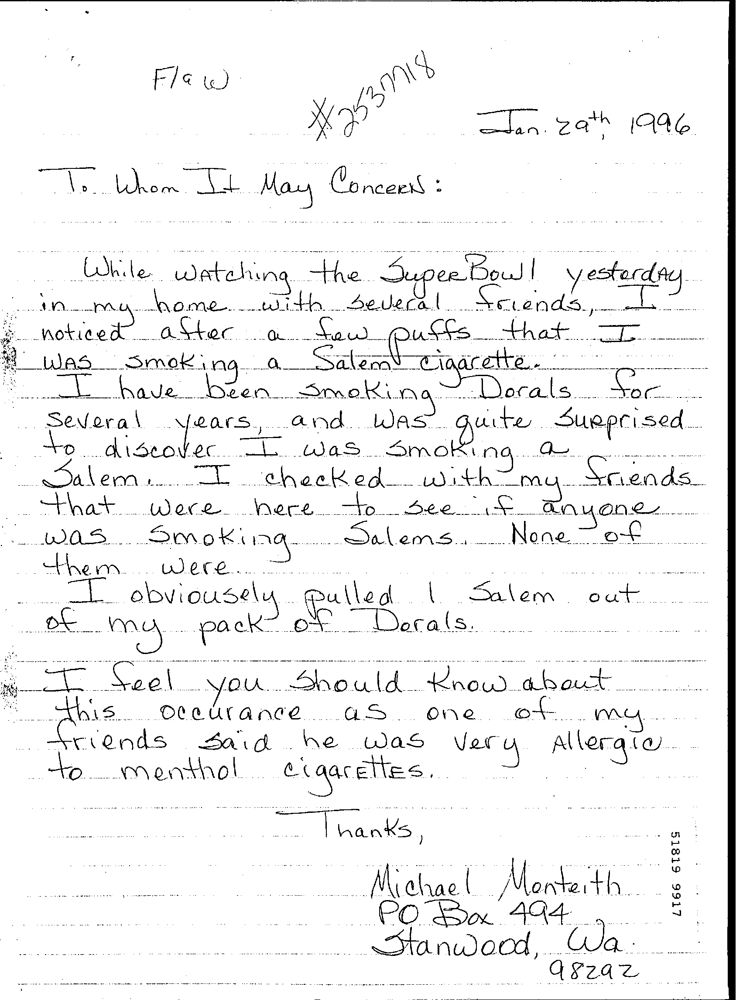 Flaw
#2537718
Jan. 29th, 1996
To Whom It May Concern:
While watching the SuperBowl yesterday
in my home with several friends, I
noticed after a few puffs that I
was smoking a Salem cigarette.
I have been smoking Dorals for
several years, and was quite surprised
to discover I was smoking a
Salem. I checked with my friends
that were here to see if anyone
was smoking Salems. None of
them were.
I obviousely pulled 1 Salem out
of my pack of Dorals.
I feel you should know about
this occurance as one of my
friends said he was very Allergic
to menthol cigarettes.
Thanks,
Michael Monteith
PO Box 494
Stanwood, Wa.
98292
51819 9917